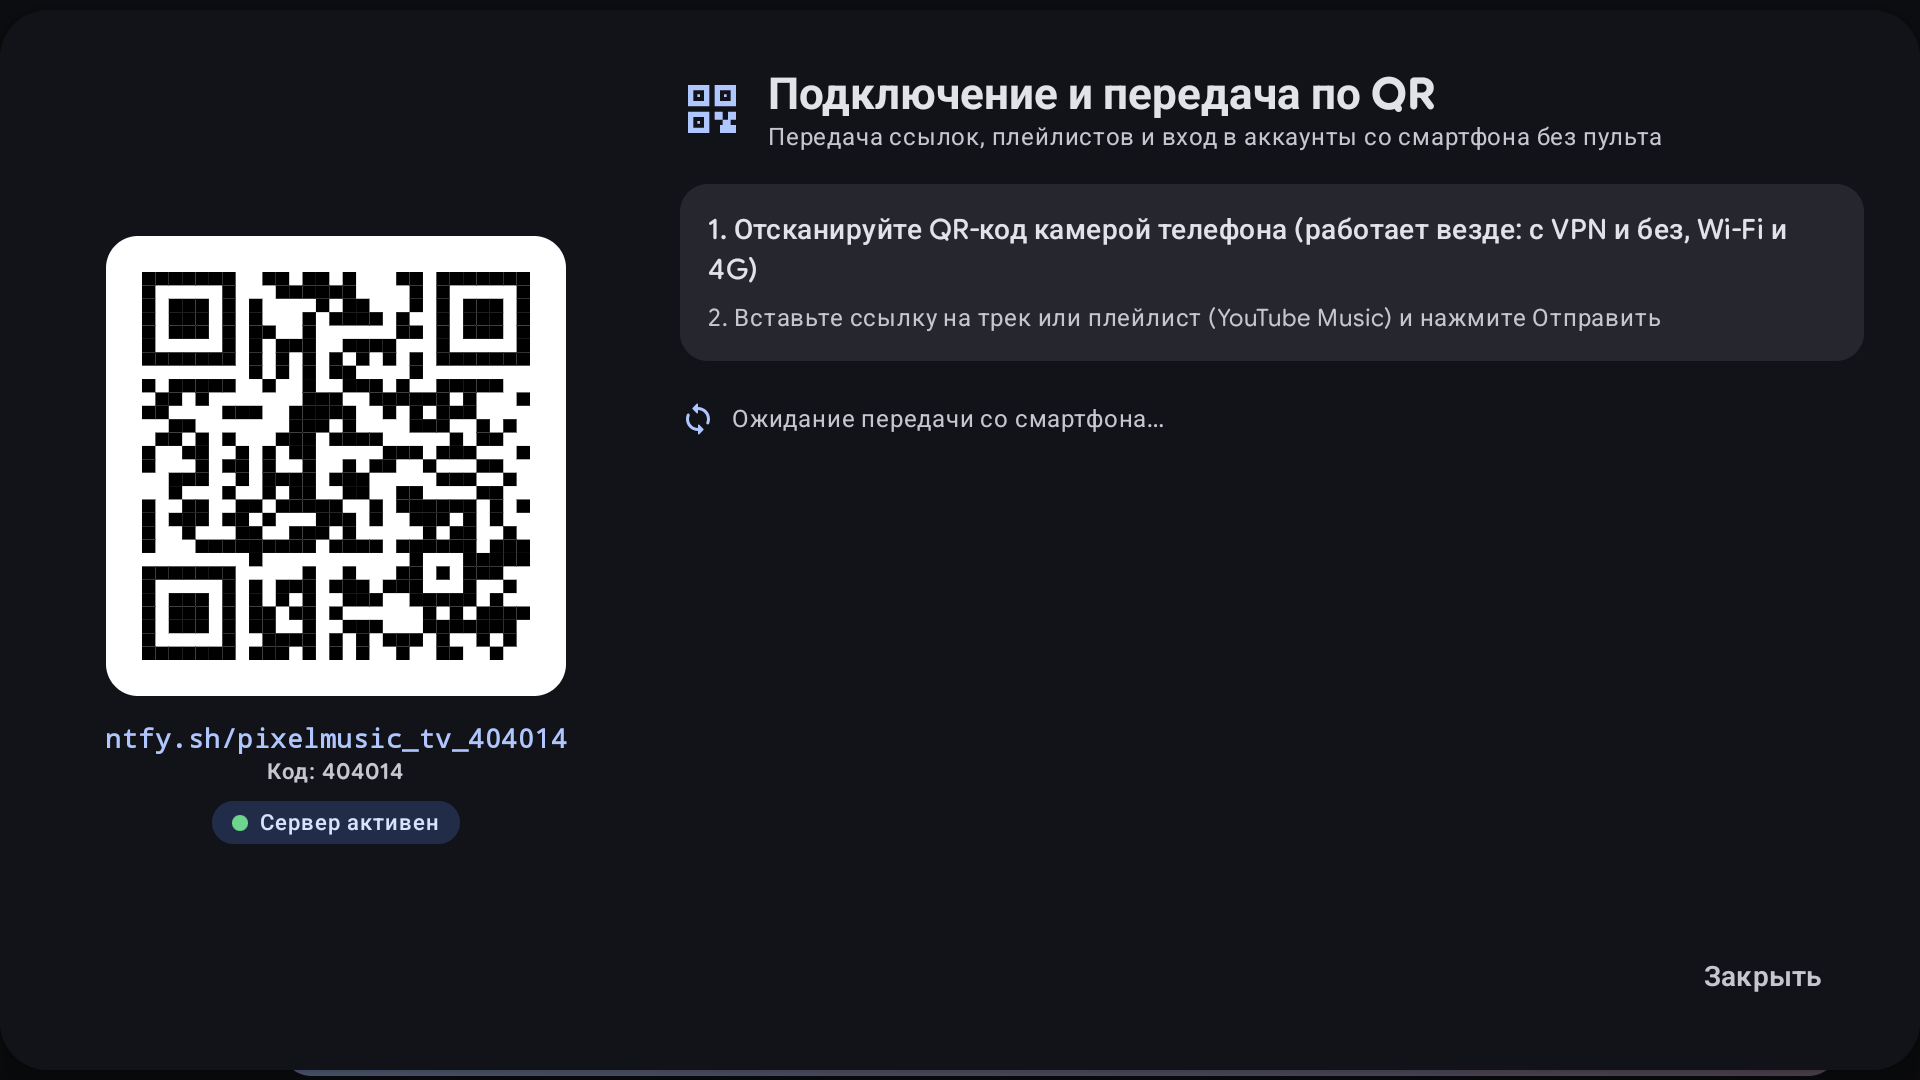 Подключение и передача по QR
Передача ссылок, плейлистов и вход в аккаунты со смартфона без пульта
1. Отсканируйте QR-код камерой телефона (работает везде: с VPN и без, Wi-Fi и
4G)
2. Вставьте ссылку на трек или плейлист (YouTube Music) и нажмите Отправить
Ожидание передачи со смартфона...
ntfy.sh/pixelmusic_tv_404014
Код: 404014
Сервер активен
Закрыть